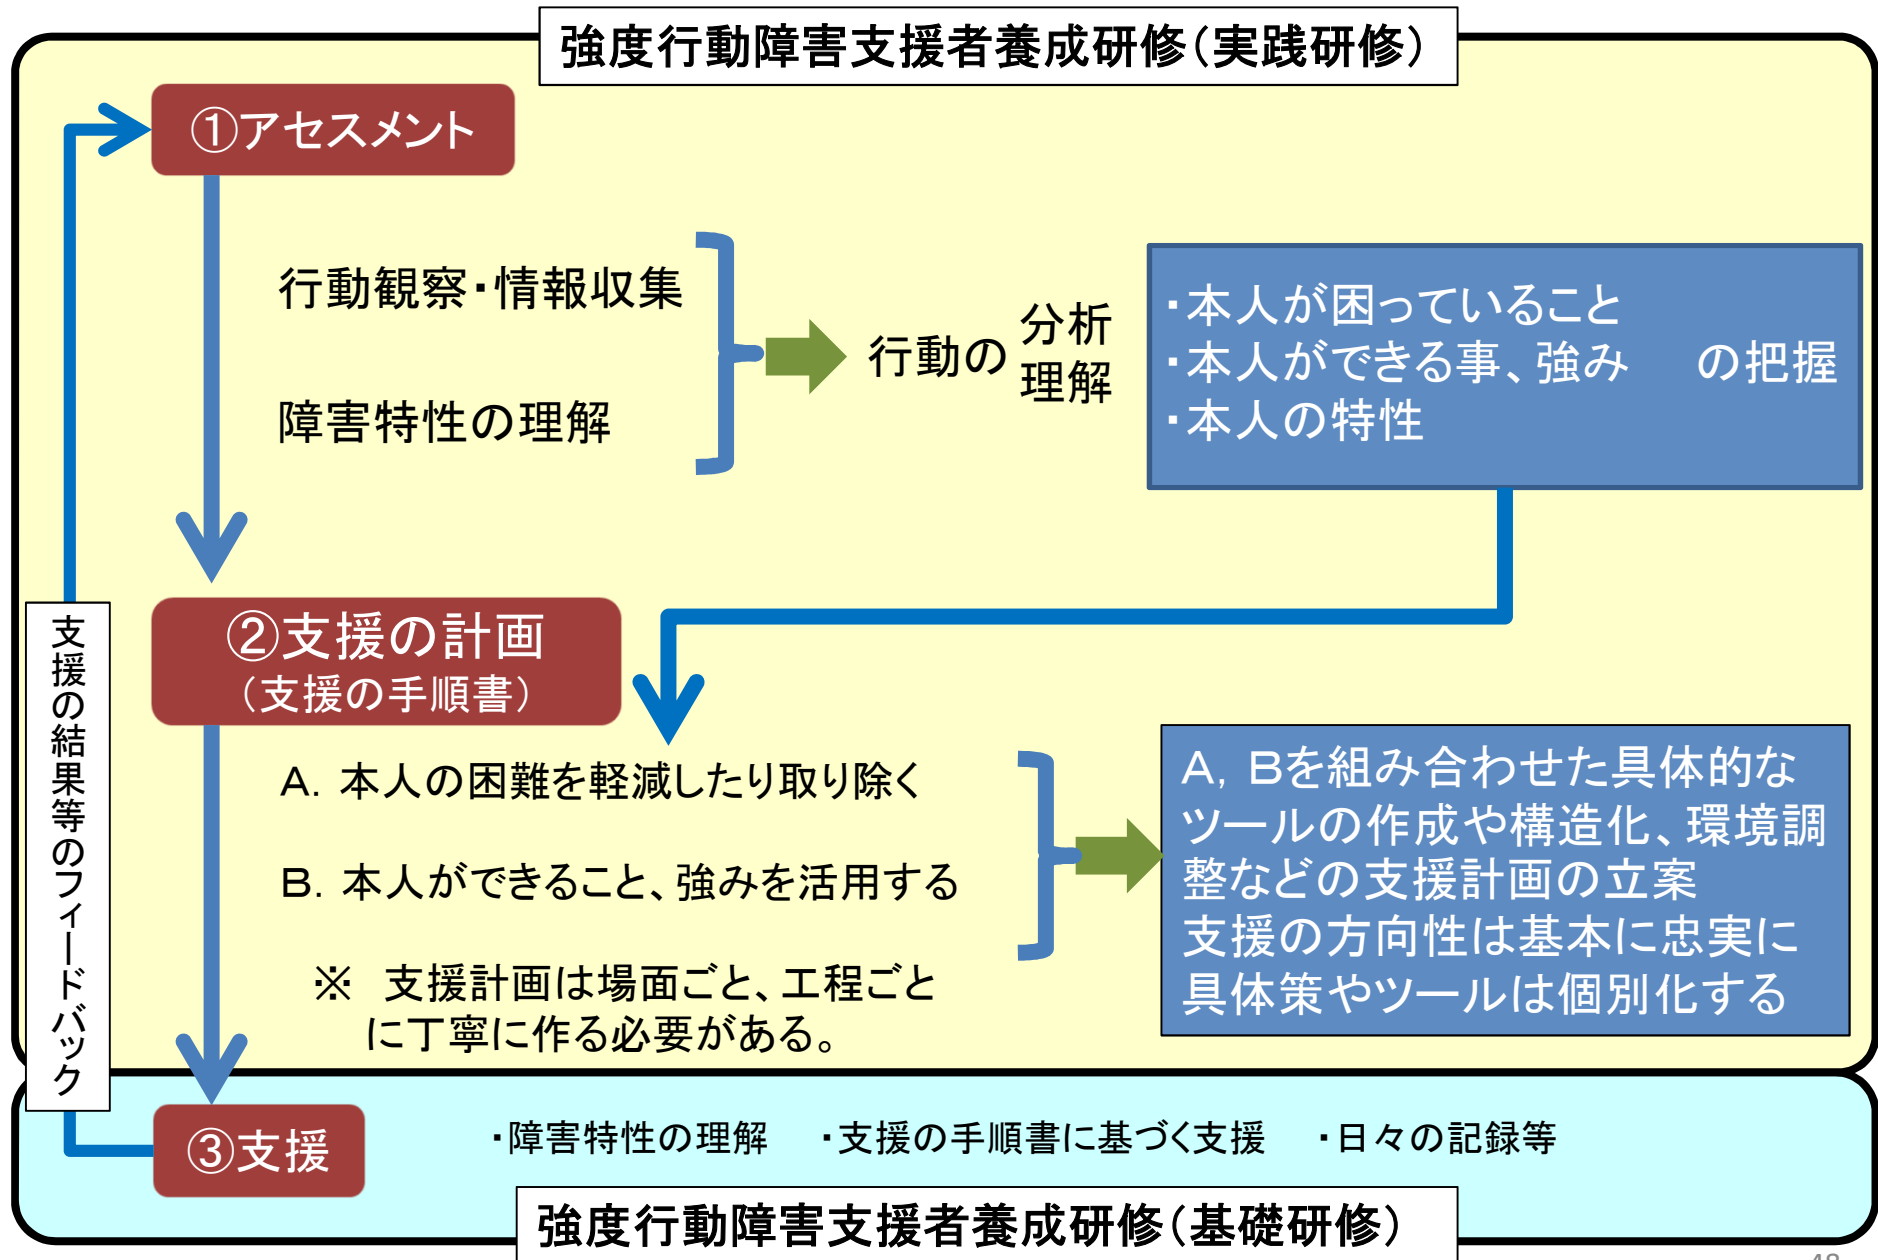 強度行動障害支援者養成研修（実践研修）
①アセスメント
行動観察・情報収集
障害特性の理解
行動の
分析
理解
・本人が困っていること
・本人ができる事、強み　の把握
・本人の特性
②支援の計画
（支援の手順書）
A．本人の困難を軽減したり取り除く
B．本人ができること、強みを活用する
※　支援計画は場面ごと、工程ごと
に丁寧に作る必要がある。
A，Bを組み合わせた具体的な
ツールの作成や構造化、環境調
整などの支援計画の立案
支援の方向性は基本に忠実に
具体策やツールは個別化する
支援の結果等のフィードバック
③支援
・障害特性の理解　・支援の手順書に基づく支援　・日々の記録等
強度行動障害支援者養成研修（基礎研修）